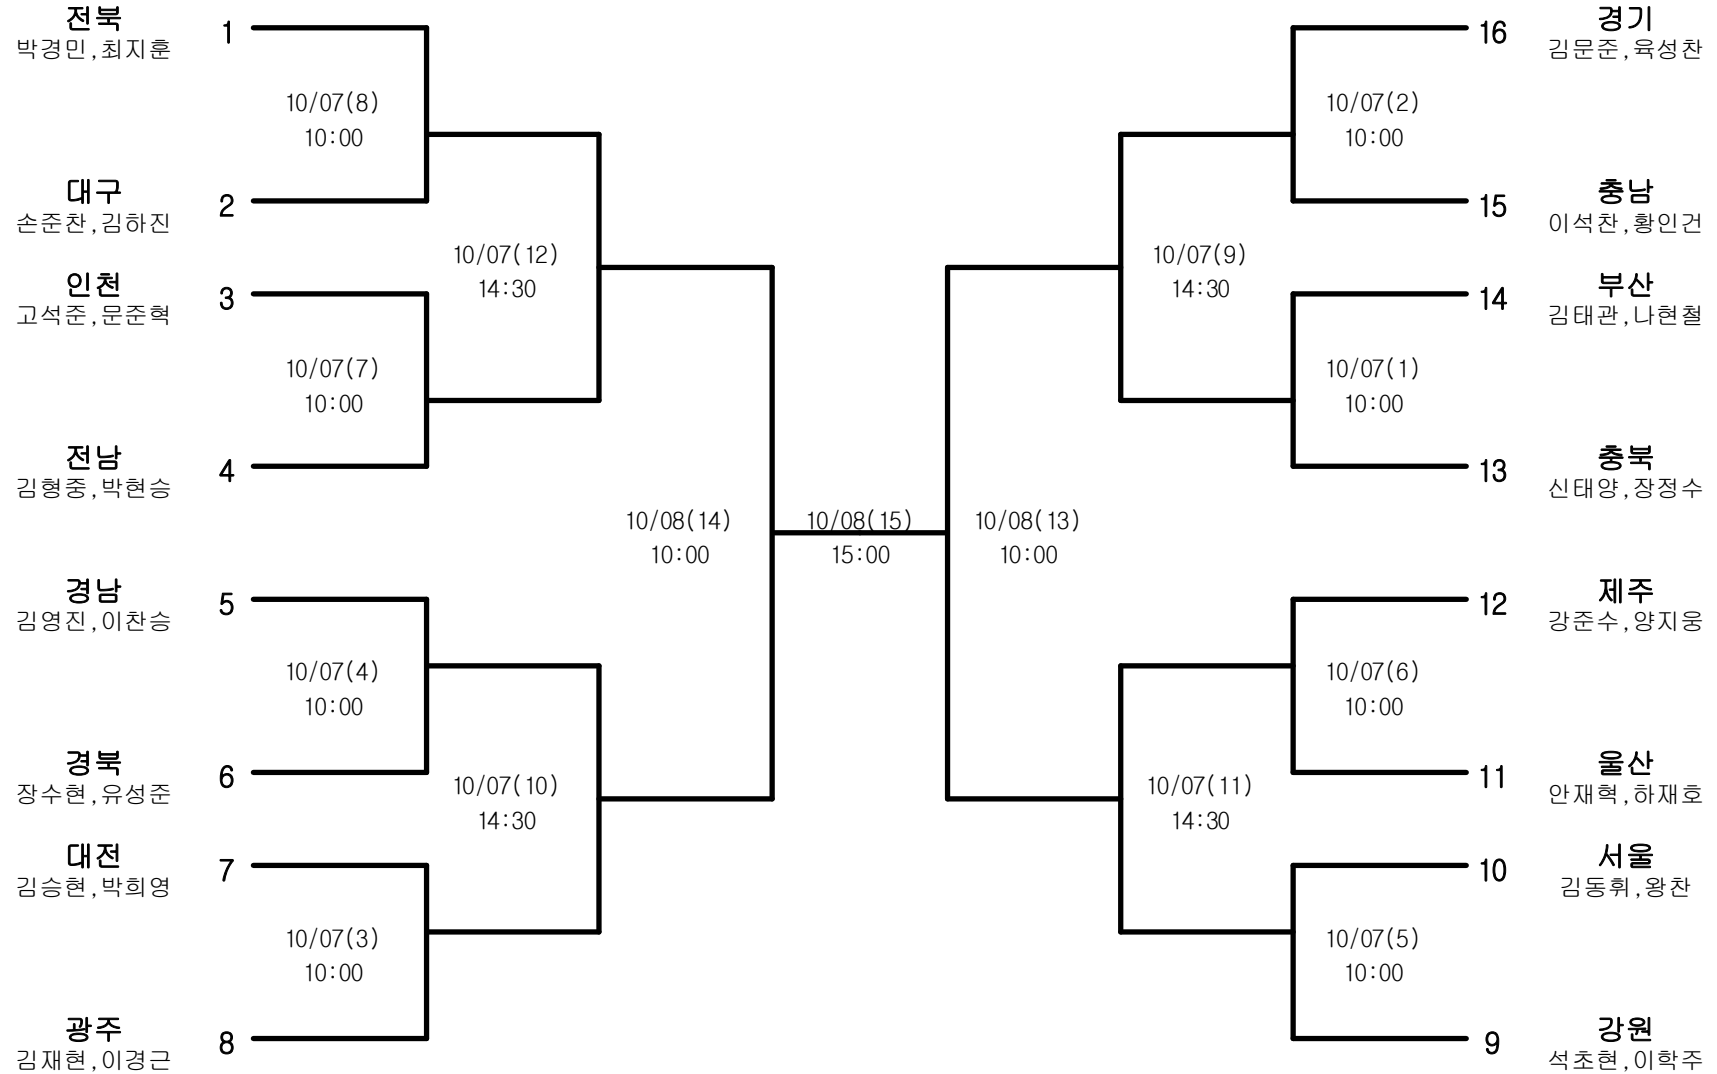 전북
박경민,최지훈
1
10/07(8)
10:00
대구
손준찬,김하진
2
10/07(12)
14:30
인천
고석준,문준혁
3
10/07(7)
10:00
전남
김형중,박현승
4
10/08(14)
10:00
경남
김영진,이찬승
5
10/07(4)
10:00
경북
장수현,유성준
6
10/07(10)
14:30
대전
김승현,박희영
7
10/07(3)
10:00
광주
김재현,이경근
8
10/08(15)
15:00
경기
김문준,육성찬
16
10/07(2)
10:00
충남
이석찬,황인건
15
10/07(9)
14:30
부산
김태관,나현철
14
10/07(1)
10:00
충북
신태양,장정수
13
10/08(13)
10:00
제주
강준수,양지웅
12
10/07(6)
10:00
울산
안재혁,하재호
11
10/07(11)
14:30
서울
김동휘,왕찬
10
10/07(5)
10:00
강원
석초현,이학주
9